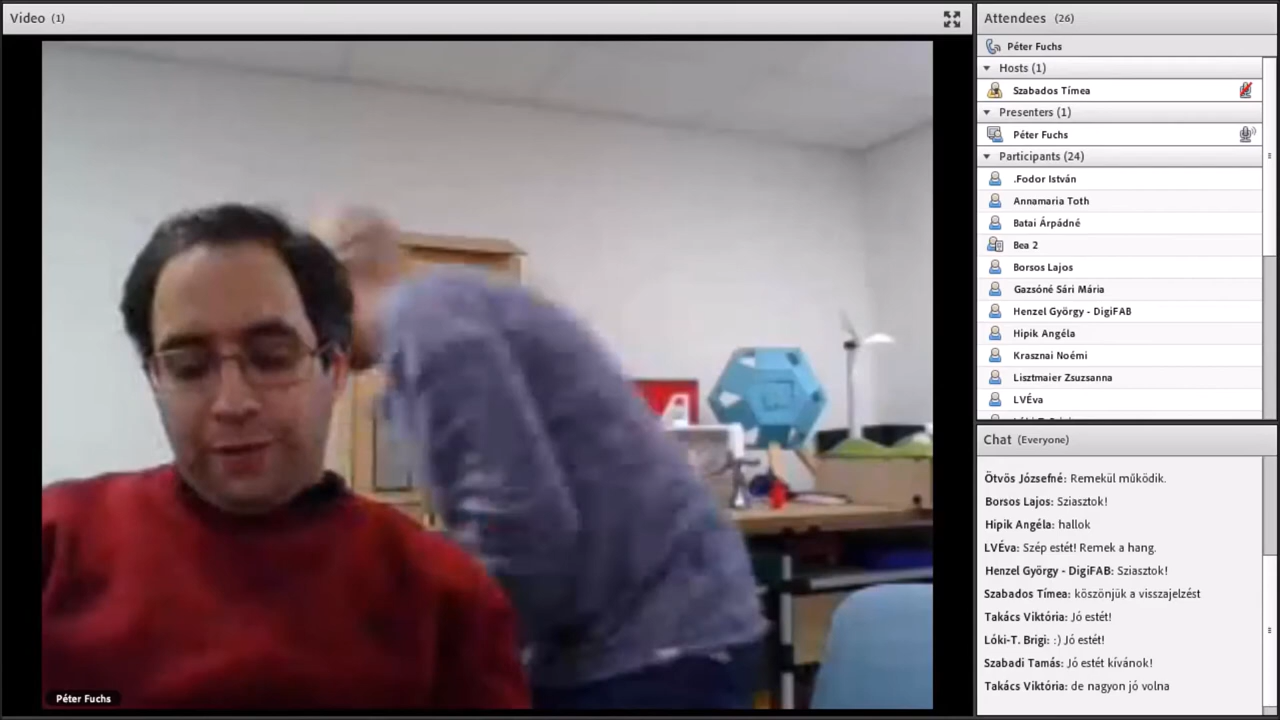 Video (1)
Péter Fuchs
Attendees (26)
Péter Fuchs
Hosts (1)
Szabados Tímea
Presenters (1)
Péter Fuchs
Participants (24)
.Fodor István
Annamaria Toth
Batai Árpádné
Bea 2
Borsos Lajos
Gazsóné Sári Mária
Henzel György - DigiFAB
Hipik Angéla
Krasznai Noémi
Lisztmaier Zsuzsanna
LVÉva
Chat (Everyone)
Ötvös Józsefné: Remekül működik.
Borsos Lajos: Sziasztok!
Hipik Angéla: hallok
LVÉva: Szép estét! Remek a hang.
Henzel György - DigiFAB: Sziasztok!
Szabados Tímea: köszönjük a visszajelzést
Takács Viktória: Jó estét!
Lóki-T. Brigi: :) Jó estét!
Szabadi Tamás: Jó estét kívánok!
Takács Viktória: de nagyon jó volna